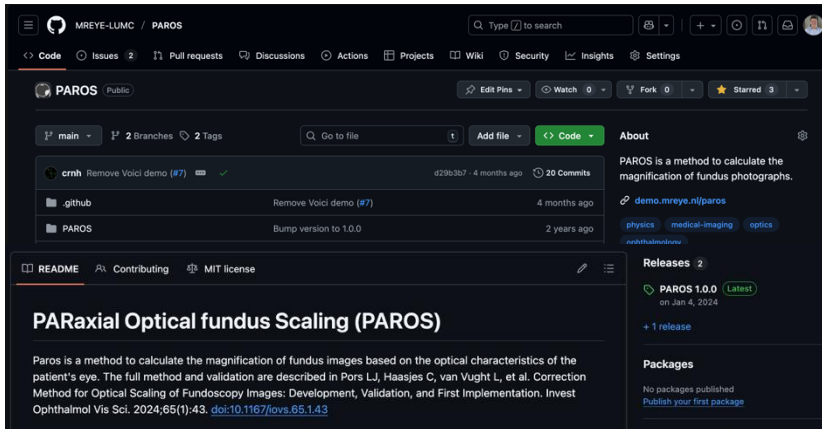 MREYE-LUMC / PAROS
Type / to search
Code
Issues 2
Pull requests
Discussions
Actions
Projects
Wiki
Security
Insights
Settings
PAROS Public
Edit Pins
Watch 0
Fork 0
Starred 3
main
2 Branches
2 Tags
Go to file
t
Add file
Code
crnh Remove Voici demo (#7)
d29b3b7 · 4 months ago
20 Commits
.github Remove Voici demo (#7) 4 months ago
PAROS Bump version to 1.0.0 2 years ago
About
PAROS is a method to calculate the
magnification of fundus photographs.
demo.mreye.nl/paros
physics medical-imaging optics
ophthalmology
README
Contributing
MIT license
PARaxial Optical fundus Scaling (PAROS)
Paros is a method to calculate the magnification of fundus images based on the optical characteristics of the
patient's eye. The full method and validation are described in Pors LJ, Haasjes C, van Vught L, et al. Correction
Method for Optical Scaling of Fundoscopy Images: Development, Validation, and First Implementation. Invest
Ophthalmol Vis Sci. 2024;65(1):43. doi:10.1167/iovs.65.1.43
Releases 2
PAROS 1.0.0 Latest
on Jan 4, 2024
+ 1 release
Packages
No packages published
Publish your first package